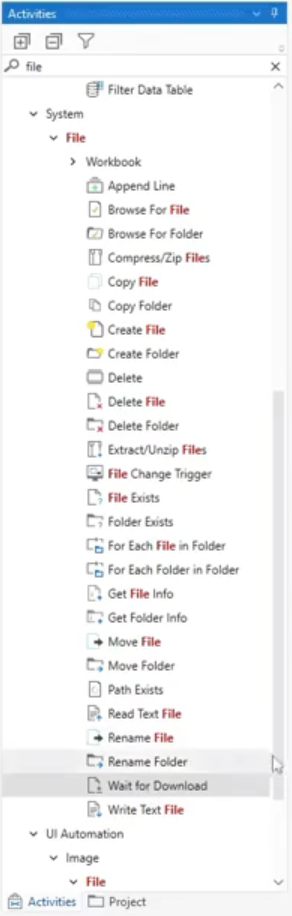 Activities
file
Filter Data Table
System
File
Workbook
Append Line
Browse For File
Browse For Folder
Compress/Zip Files
Copy File
Copy Folder
Create File
Create Folder
Delete
Delete File
Delete Folder
Extract/Unzip Files
File Change Trigger
File Exists
Folder Exists
For Each File in Folder
For Each Folder in Folder
Get File Info
Get Folder Info
Move File
Move Folder
Path Exists
Read Text File
Rename File
Rename Folder
Wait for Download
Write Text File
UI Automation
Image
File
Activities Project